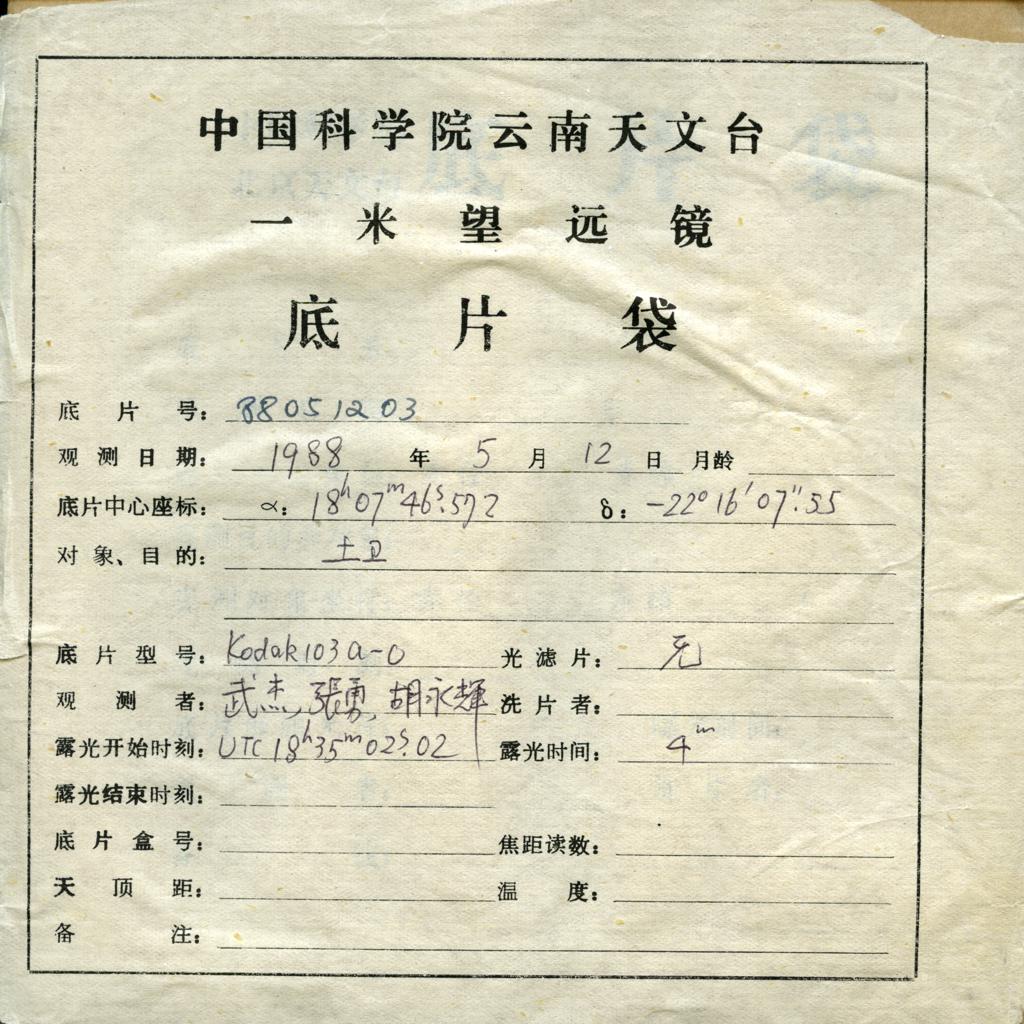 中国科学院云南天文台
一米望远镜
底片袋
底片号: 88051203
观测日期: 1988 年 5 月 12 日 月龄
底片中心座标: α: 18h07m46s.572 δ: -22°16′07″.55
对象、目的: 土卫
底片型号: Kodak103a-O 光滤片: 无
观测者: 武杰, 張勇, 胡永輝 洗片者:
露光开始时刻: UTC 18h35m02s.02 露光时间: 4m
露光结束时刻:
底片盒号: 焦距读数:
天顶距: 温度:
备注: